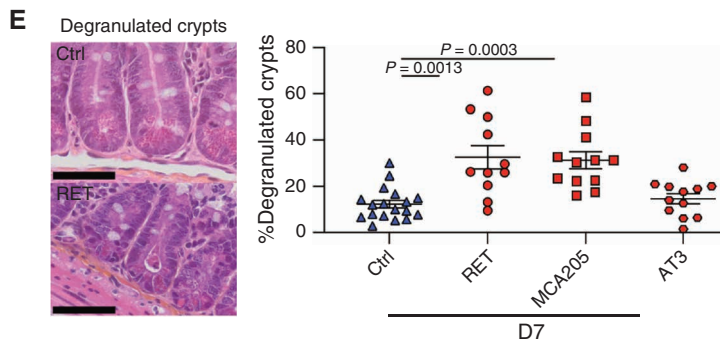 E
Degranulated crypts
Ctrl
RET
%Degranulated crypts
80
60
40
20
0
P = 0.0003
P = 0.0013
Ctrl
RET
MCA205
AT3
D7